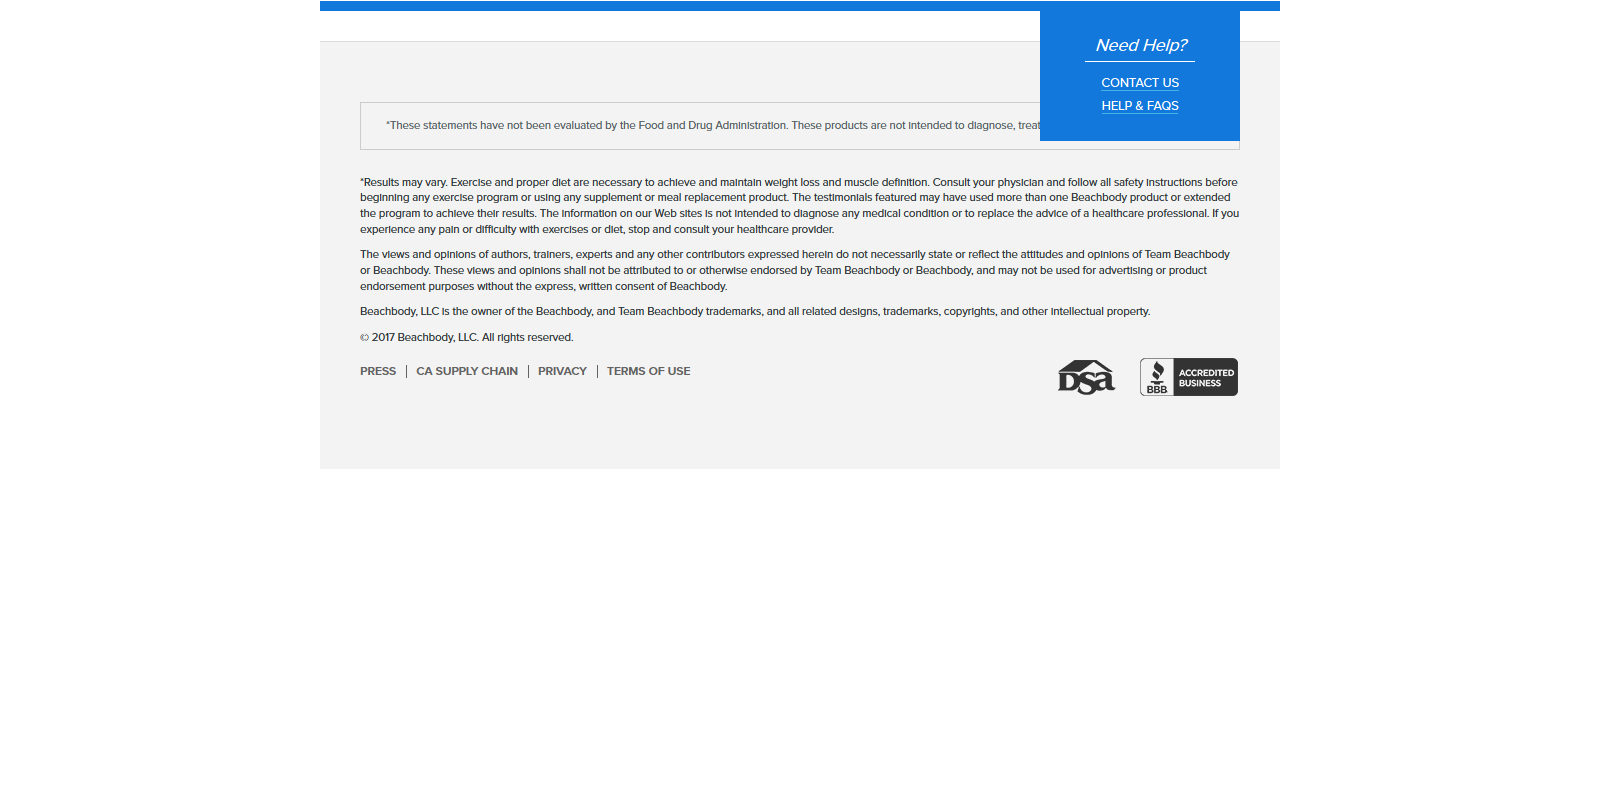 Need Help?
CONTACT US
HELP & FAQS
*These statements have not been evaluated by the Food and Drug Administration. These products are not intended to diagnose, treat
*Results may vary. Exercise and proper diet are necessary to achieve and maintain weight loss and muscle definition. Consult your physician and follow all safety instructions before
beginning any exercise program or using any supplement or meal replacement product. The testimonials featured may have used more than one Beachbody product or extended
the program to achieve their results. The information on our Web sites is not intended to diagnose any medical condition or to replace the advice of a healthcare professional. If you
experience any pain or difficulty with exercises or diet, stop and consult your healthcare provider.
The views and opinions of authors, trainers, experts and any other contributors expressed herein do not necessarily state or reflect the attitudes and opinions of Team Beachbody
or Beachbody. These views and opinions shall not be attributed to or otherwise endorsed by Team Beachbody or Beachbody, and may not be used for advertising or product
endorsement purposes without the express, written consent of Beachbody.
Beachbody, LLC is the owner of the Beachbody, and Team Beachbody trademarks, and all related designs, trademarks, copyrights, and other intellectual property.
© 2017 Beachbody, LLC. All rights reserved.
PRESS | CA SUPPLY CHAIN | PRIVACY | TERMS OF USE
DSa
BBB
ACCREDITED
BUSINESS